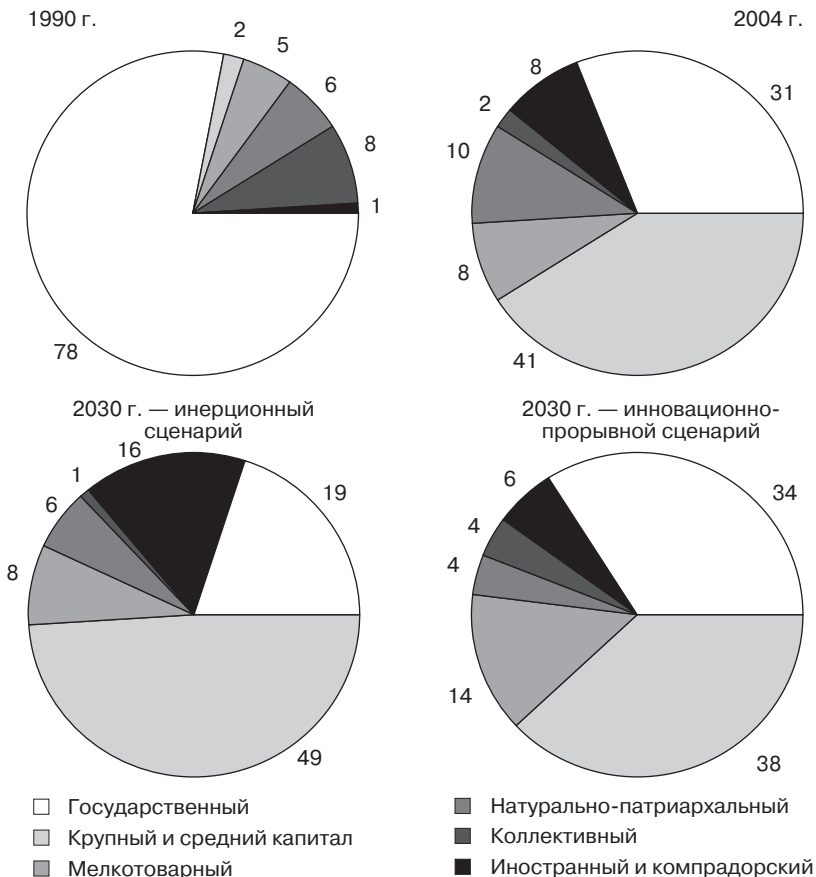 1990 г.
2
5
6
8
1
78
2004 г.
8
31
2
10
8
41
2030 г. — инерционный
сценарий
16
1
19
6
8
49
2030 г. — инновационно-
прорывной сценарий
6
34
4
4
14
38
Государственный
Крупный и средний капитал
Мелкотоварный
Натурально-патриархальный
Коллективный
Иностранный и компрадорский